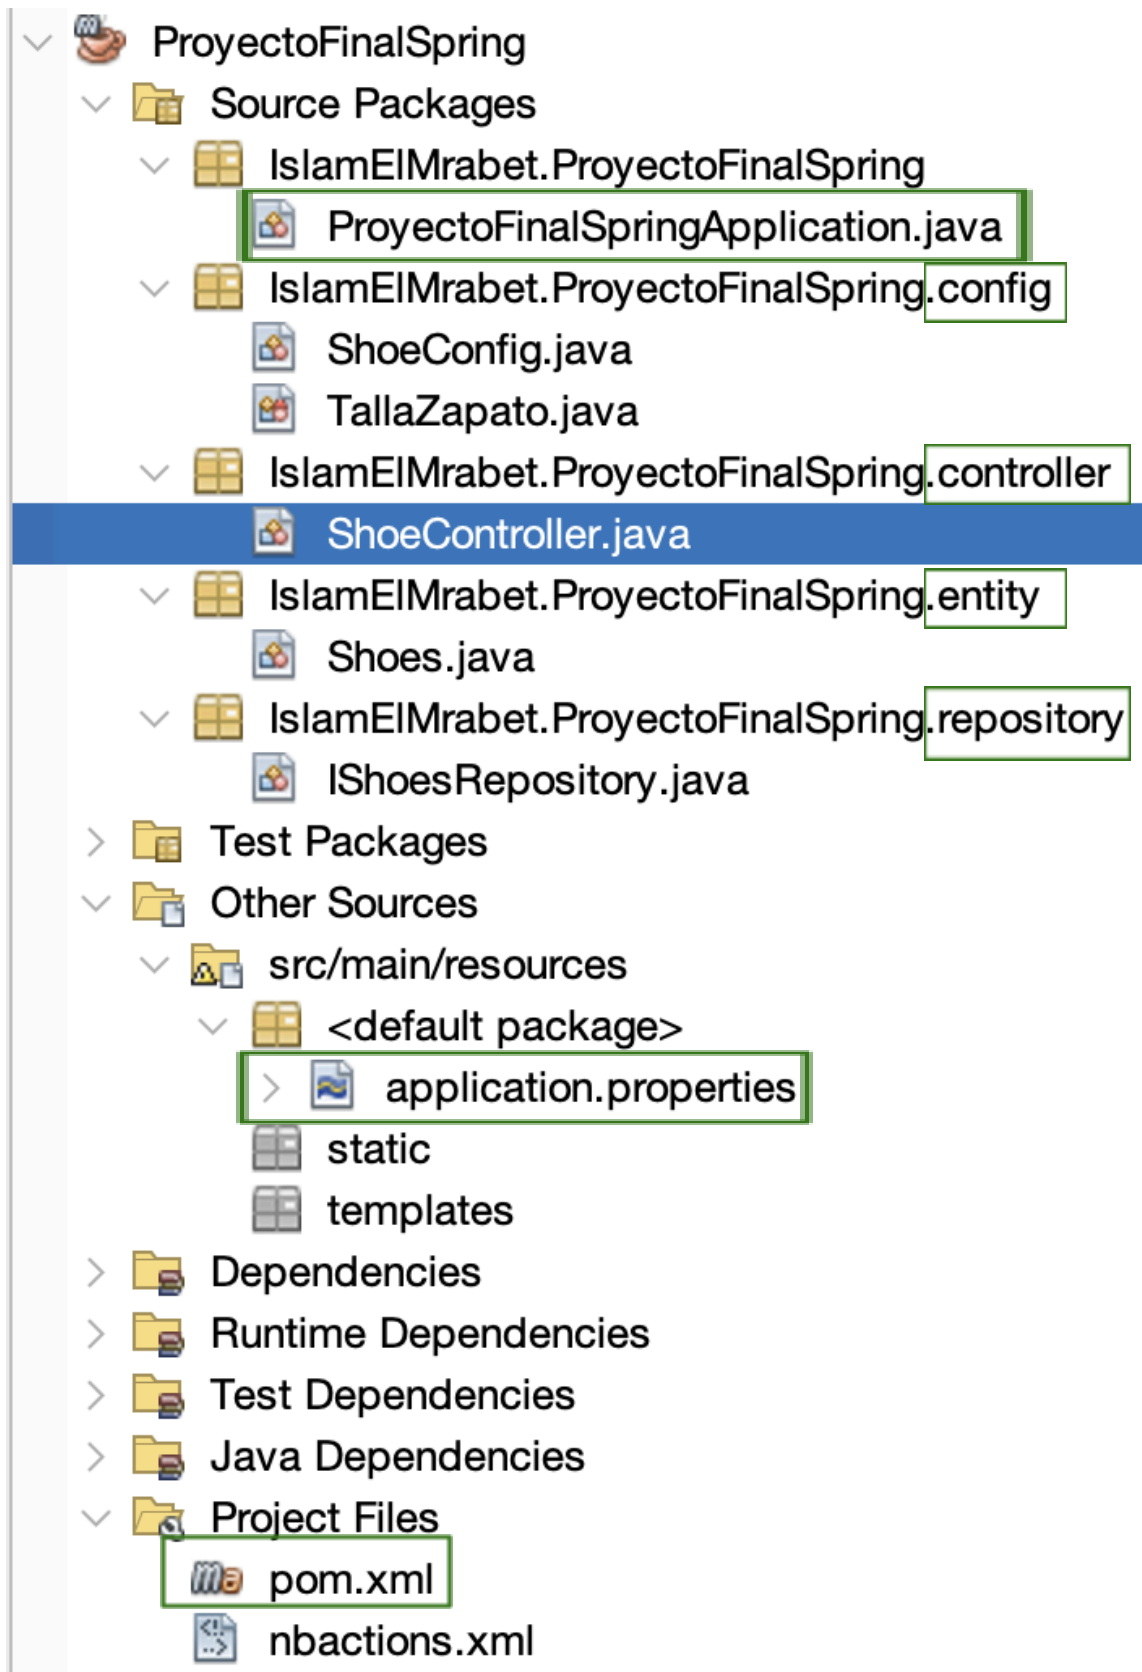 ProyectoFinalSpring
Source Packages
IslamElMrabet.ProyectoFinalSpring
ProyectoFinalSpringApplication.java
IslamElMrabet.ProyectoFinalSpring.config
ShoeConfig.java
TallaZapato.java
IslamElMrabet.ProyectoFinalSpring.controller
ShoeController.java
IslamElMrabet.ProyectoFinalSpring.entity
Shoes.java
IslamElMrabet.ProyectoFinalSpring.repository
IShoesRepository.java
Test Packages
Other Sources
src/main/resources
<default package>
application.properties
static
templates
Dependencies
Runtime Dependencies
Test Dependencies
Java Dependencies
Project Files
pom.xml
nbactions.xml